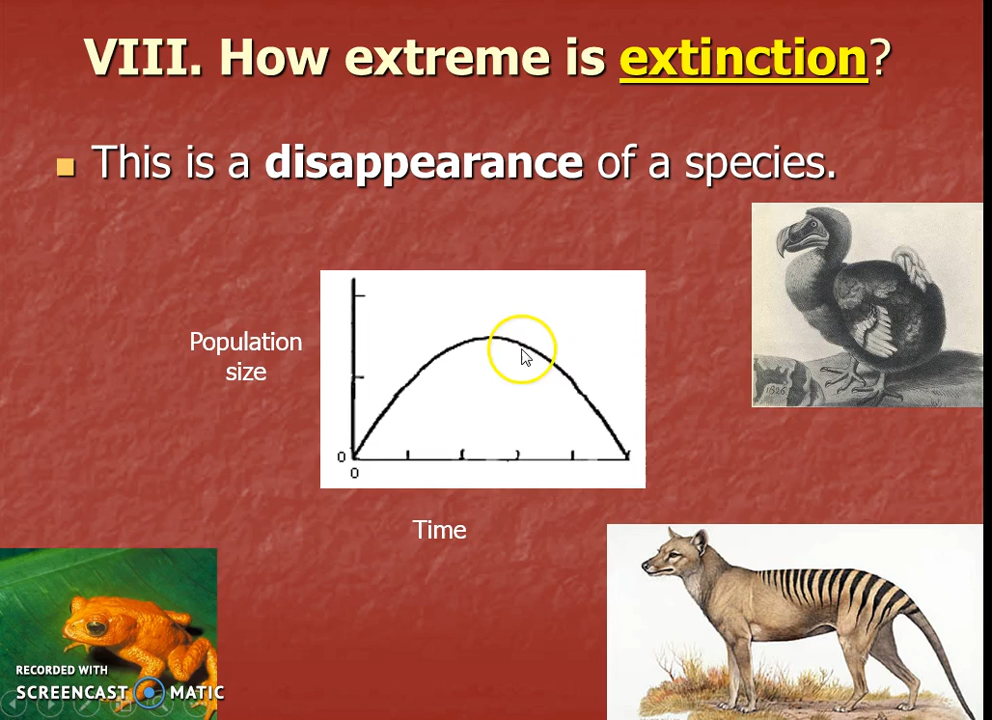 VIII. How extreme is extinction?
This is a disappearance of a species.
Population
size
0
0
Time
1826
RECORDED WITH
SCREENCAST MATIC